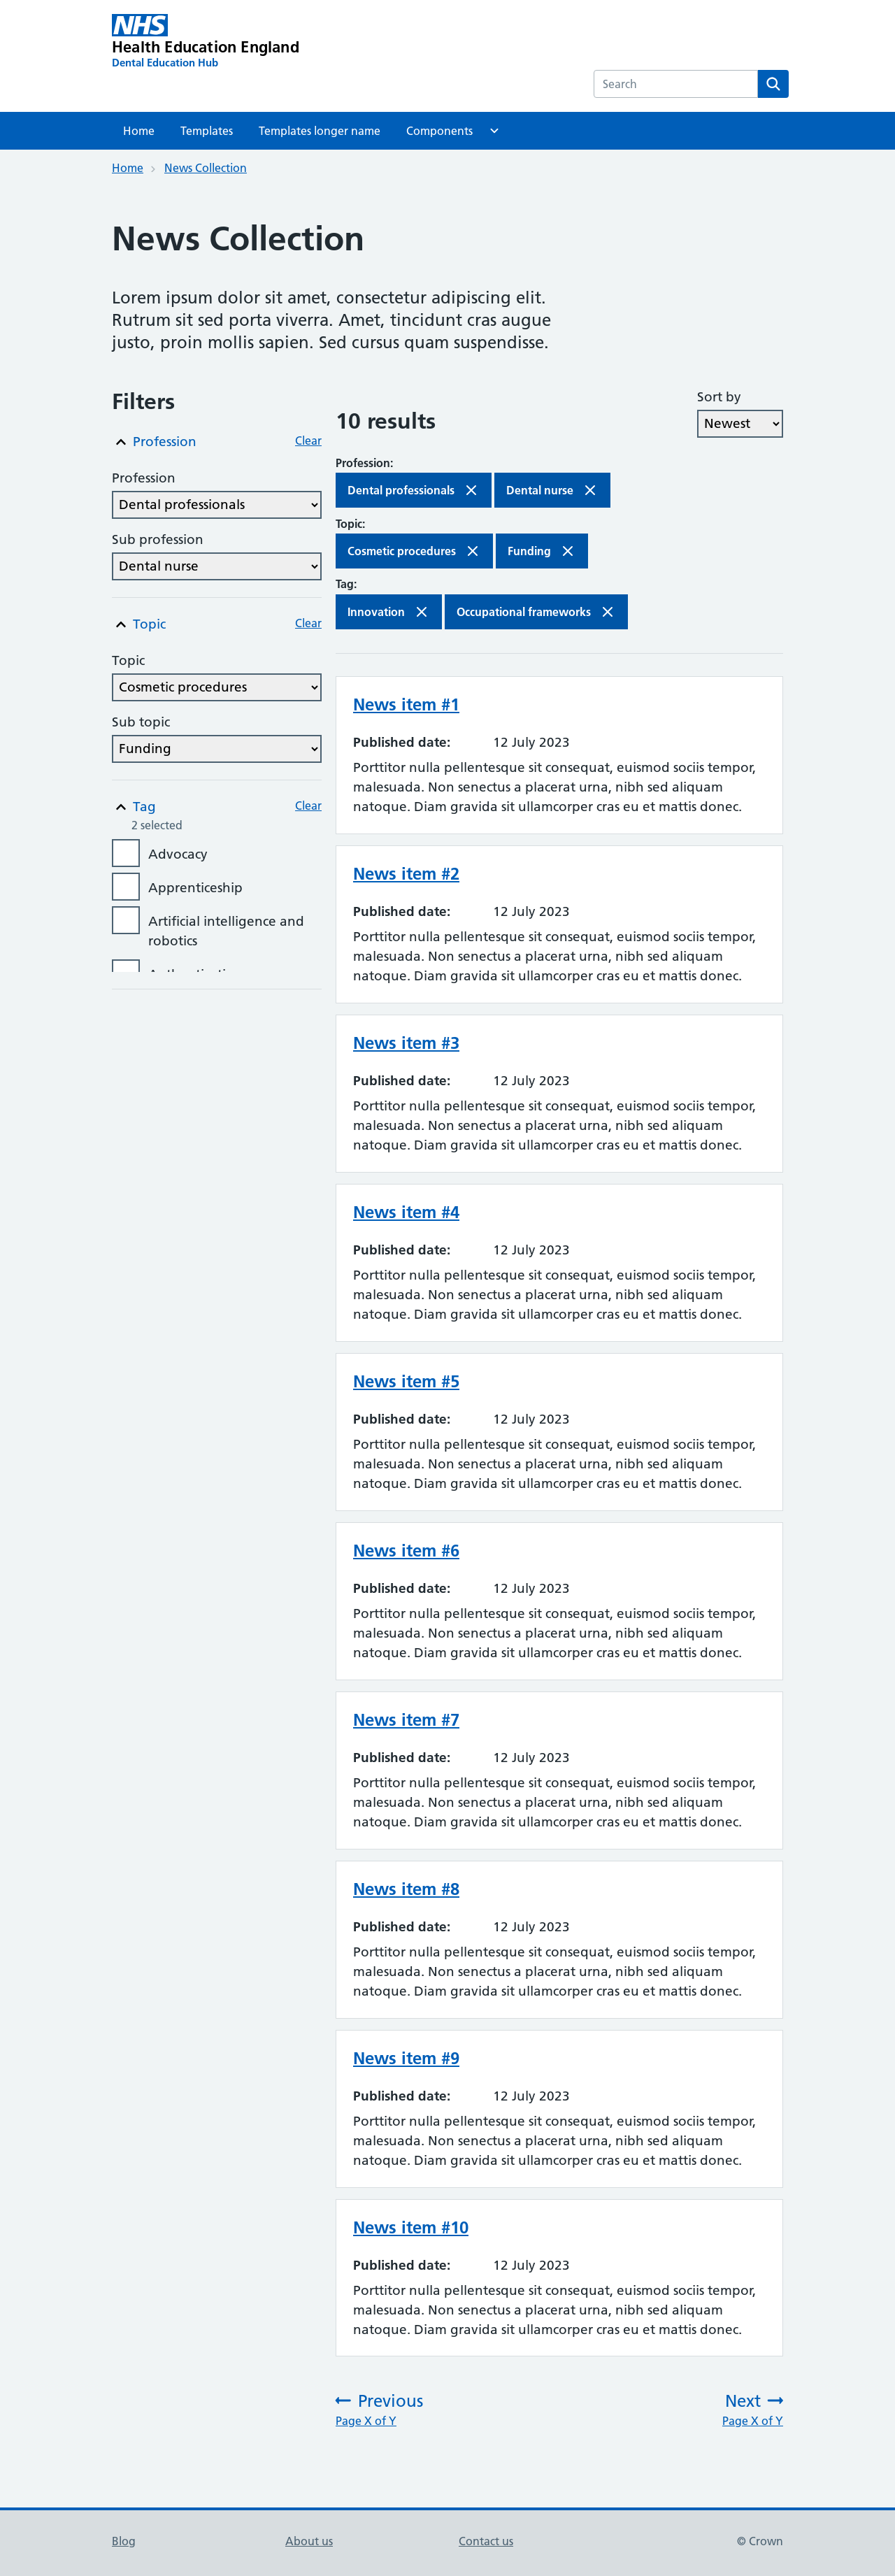 NHS
Health Education England
Dental Education Hub
Search
Home Templates Templates longer name Components
Home News Collection
News Collection
Lorem ipsum dolor sit amet, consectetur adipiscing elit.
Rutrum sit sed porta viverra. Amet, tincidunt cras augue
justo, proin mollis sapien. Sed cursus quam suspendisse.
Filters
Profession Clear
Profession
Dental professionals
Sub profession
Dental nurse
Topic Clear
Topic
Cosmetic procedures
Sub topic
Funding
Tag Clear
2 selected
Advocacy
Apprenticeship
Artificial intelligence and
robotics
10 results
Sort by
Newest
Profession:
Dental professionals Dental nurse
Topic:
Cosmetic procedures Funding
Tag:
Innovation Occupational frameworks
News item #1
Published date: 12 July 2023
Porttitor nulla pellentesque sit consequat, euismod sociis tempor,
malesuada. Non senectus a placerat urna, nibh sed aliquam
natoque. Diam gravida sit ullamcorper cras eu et mattis donec.
News item #2
Published date: 12 July 2023
Porttitor nulla pellentesque sit consequat, euismod sociis tempor,
malesuada. Non senectus a placerat urna, nibh sed aliquam
natoque. Diam gravida sit ullamcorper cras eu et mattis donec.
News item #3
Published date: 12 July 2023
Porttitor nulla pellentesque sit consequat, euismod sociis tempor,
malesuada. Non senectus a placerat urna, nibh sed aliquam
natoque. Diam gravida sit ullamcorper cras eu et mattis donec.
News item #4
Published date: 12 July 2023
Porttitor nulla pellentesque sit consequat, euismod sociis tempor,
malesuada. Non senectus a placerat urna, nibh sed aliquam
natoque. Diam gravida sit ullamcorper cras eu et mattis donec.
News item #5
Published date: 12 July 2023
Porttitor nulla pellentesque sit consequat, euismod sociis tempor,
malesuada. Non senectus a placerat urna, nibh sed aliquam
natoque. Diam gravida sit ullamcorper cras eu et mattis donec.
News item #6
Published date: 12 July 2023
Porttitor nulla pellentesque sit consequat, euismod sociis tempor,
malesuada. Non senectus a placerat urna, nibh sed aliquam
natoque. Diam gravida sit ullamcorper cras eu et mattis donec.
News item #7
Published date: 12 July 2023
Porttitor nulla pellentesque sit consequat, euismod sociis tempor,
malesuada. Non senectus a placerat urna, nibh sed aliquam
natoque. Diam gravida sit ullamcorper cras eu et mattis donec.
News item #8
Published date: 12 July 2023
Porttitor nulla pellentesque sit consequat, euismod sociis tempor,
malesuada. Non senectus a placerat urna, nibh sed aliquam
natoque. Diam gravida sit ullamcorper cras eu et mattis donec.
News item #9
Published date: 12 July 2023
Porttitor nulla pellentesque sit consequat, euismod sociis tempor,
malesuada. Non senectus a placerat urna, nibh sed aliquam
natoque. Diam gravida sit ullamcorper cras eu et mattis donec.
News item #10
Published date: 12 July 2023
Porttitor nulla pellentesque sit consequat, euismod sociis tempor,
malesuada. Non senectus a placerat urna, nibh sed aliquam
natoque. Diam gravida sit ullamcorper cras eu et mattis donec.
Previous Next
Page X of Y Page X of Y
Blog About us Contact us © Crown